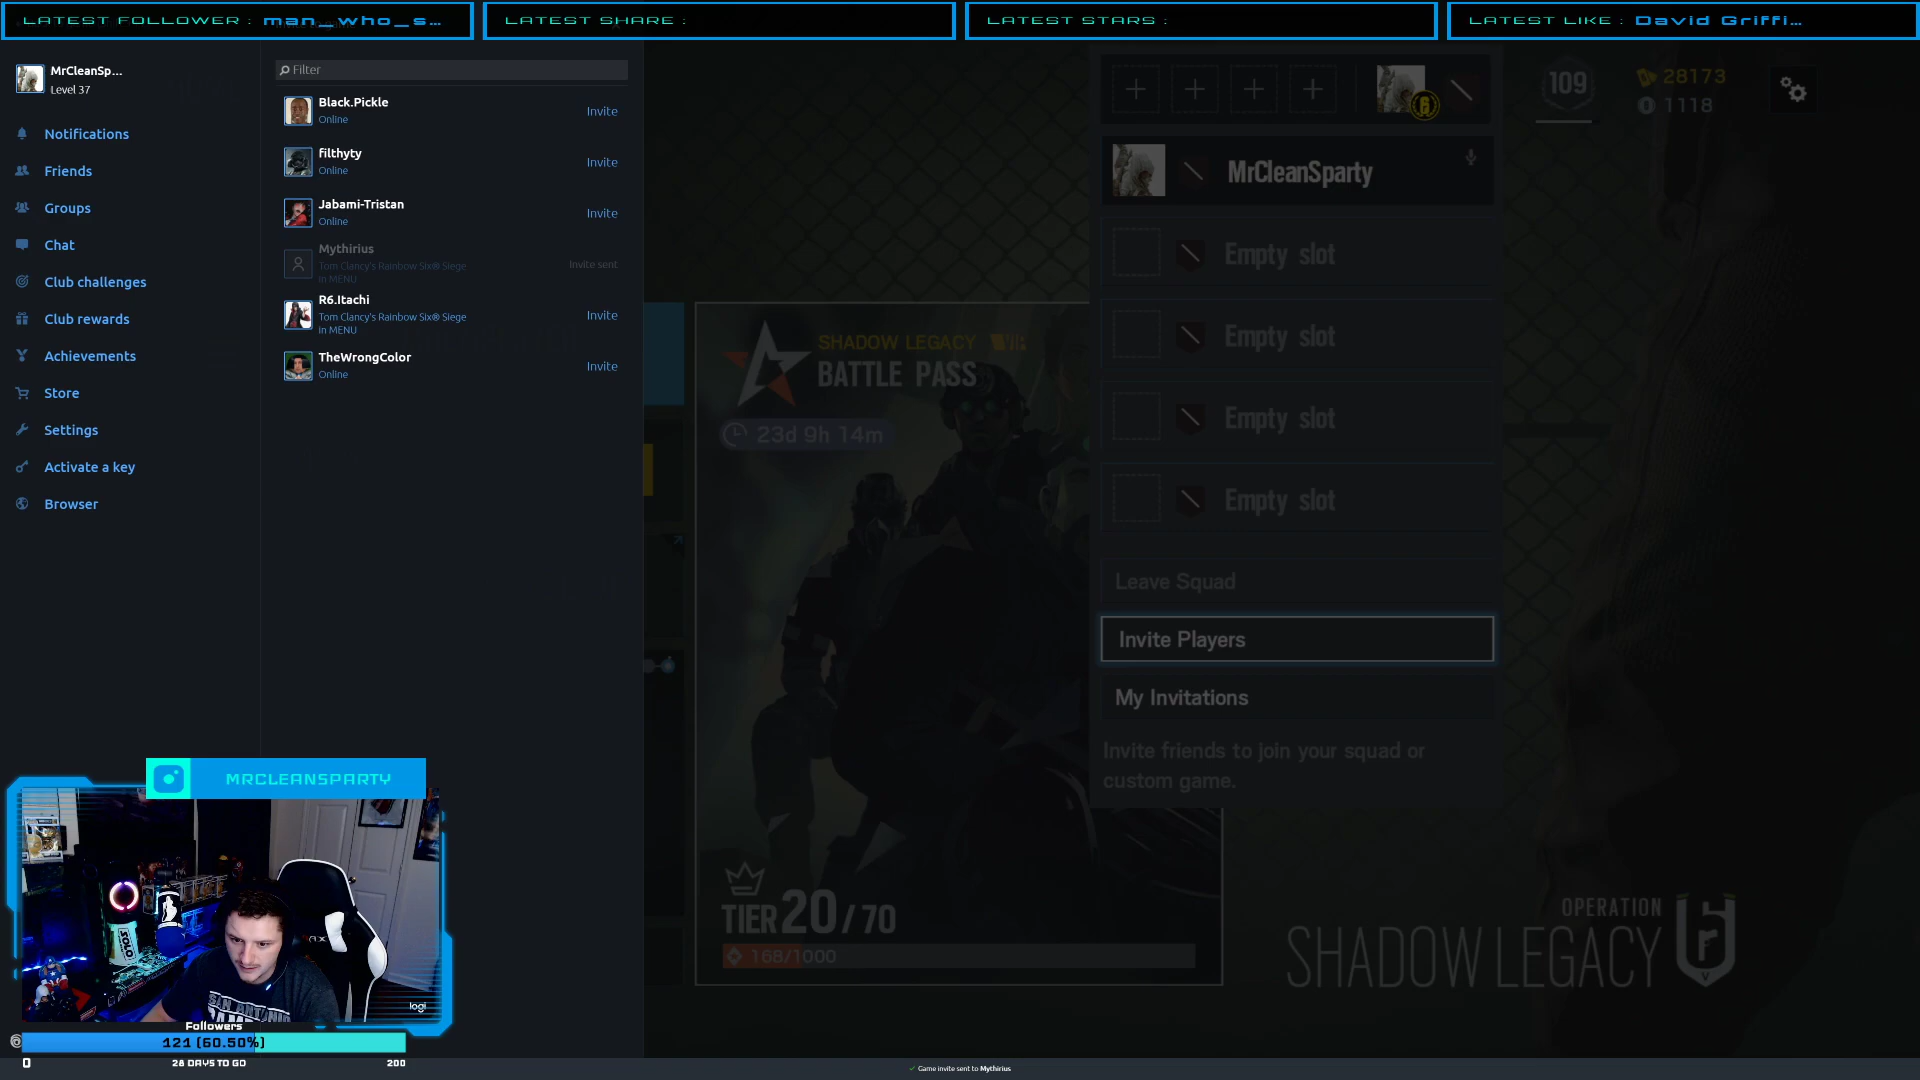 LATEST FOLLOWER : man_who_s...
LATEST SHARE :
LATEST STARS :
LATEST LIKE : David Griffi...
MrCleanSp...
Level 37
Notifications
Friends
Groups
Chat
Club challenges
Club rewards
Achievements
Store
Settings
Activate a key
Browser
Filter
Black.Pickle
Online
Invite
filthyty
Online
Invite
Jabami-Tristan
Online
Invite
Mythirius
Tom Clancy's Rainbow Six® Siege
in MENU
Invite sent
R6.Itachi
Tom Clancy's Rainbow Six® Siege
in MENU
Invite
TheWrongColor
Online
Invite
SHADOW LEGACY
BATTLE PASS
23d 9h 14m
TIER 20 / 70
168/1000
109
28173
1118
MrCleanSparty
Empty slot
Empty slot
Empty slot
Empty slot
Leave Squad
Invite Players
My Invitations
Invite friends to join your squad or
custom game.
OPERATION
SHADOW LEGACY
MRCLEANSPARTY
SOLO
SAN ANTONIO
logi
Followers
121 (60.50%)
0
28 DAYS TO GO
200
Game invite sent to Mythirius